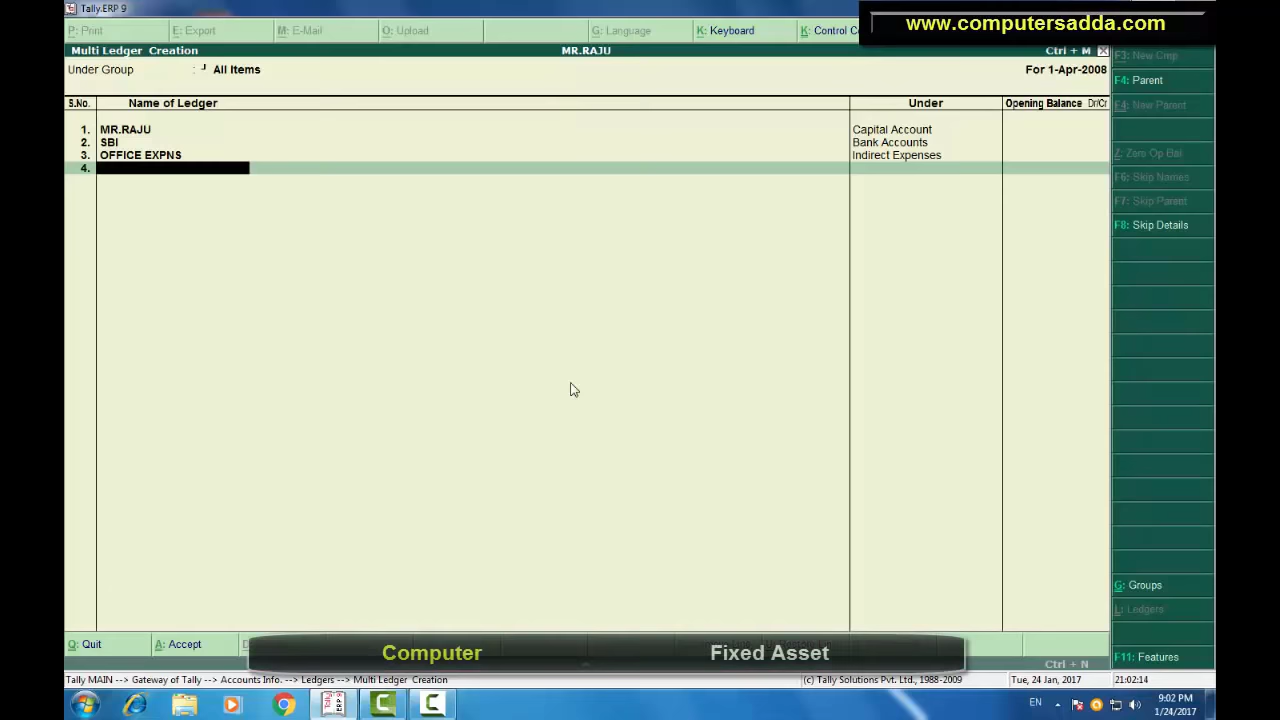 Tally.ERP 9
www.computersadda.com
P: Print E: Export M: E-Mail O: Upload G: Language K: Keyboard K: Control C
Multi Ledger Creation MR.RAJU Ctrl + M
Under Group : All Items For 1-Apr-2008
S.No. Name of Ledger Under Opening Balance Dr/Cr
1. MR.RAJU Capital Account
2. SBI Bank Accounts
3. OFFICE EXPNS Indirect Expenses
4.
F3: New Cmp
F4: Parent
F4: New Parent
Z: Zero Op Bal
F6: Skip Names
F7: Skip Parent
F8: Skip Details
G: Groups
L: Ledgers
F11: Features
Q: Quit A: Accept
Computer Fixed Asset
Ctrl + N
Tally MAIN --> Gateway of Tally --> Accounts Info. --> Ledgers --> Multi Ledger Creation (c) Tally Solutions Pvt. Ltd., 1988-2009 Tue, 24 Jan, 2017 21:02:14
EN 9:02 PM
1/24/2017